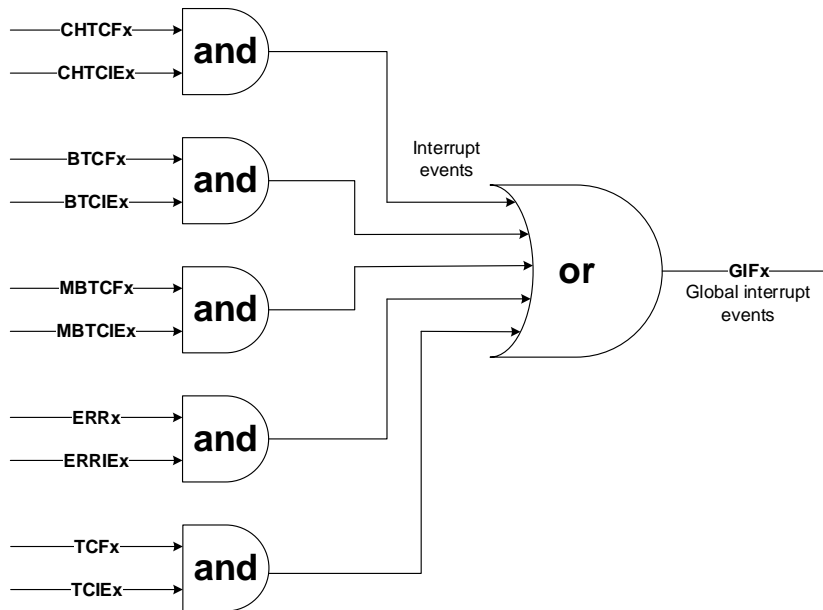 CHTCFx
and
CHTCIEx
BTCFx
and
BTCIEx
Interrupt
events
MBTCFx
and
MBTCIEx
or
GIFx
Global interrupt
events
ERRx
and
ERRIEx
TCFx
and
TCIEx